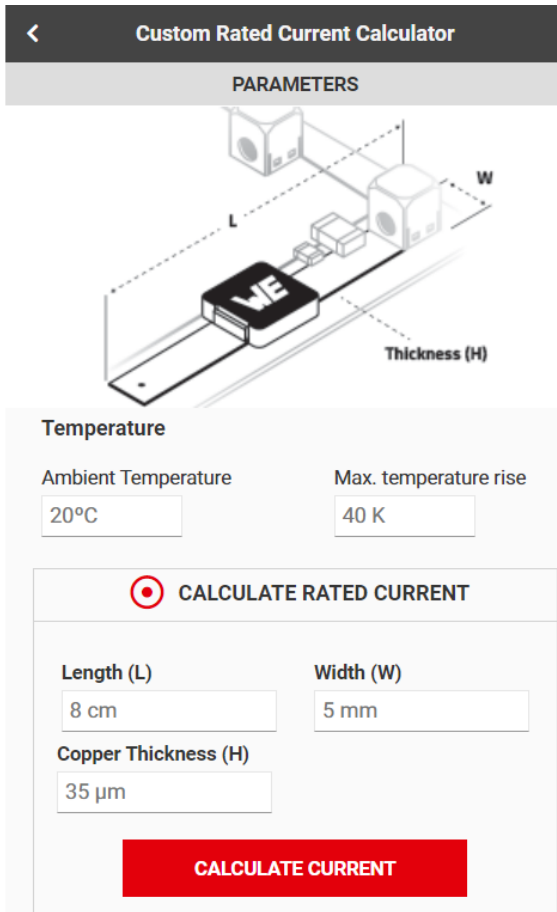 Custom Rated Current Calculator
PARAMETERS
W
L
WE
Thickness (H)
Temperature
Ambient Temperature Max. temperature rise
20ºC 40 K
CALCULATE RATED CURRENT
Length (L) Width (W)
8 cm 5 mm
Copper Thickness (H)
35 µm
CALCULATE CURRENT